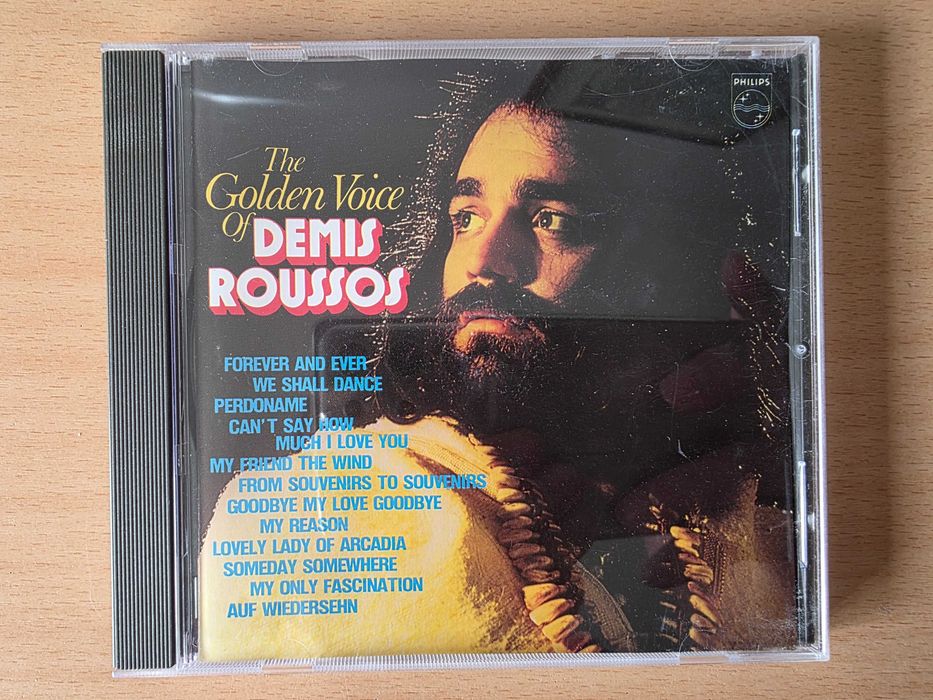 PHILIPS
The
Golden Voice
Of DEMIS
ROUSSOS
FOREVER AND EVER
WE SHALL DANCE
PERDONAME
CAN'T SAY HOW
MUCH I LOVE YOU
MY FRIEND THE WIND
FROM SOUVENIRS TO SOUVENIRS
GOODBYE MY LOVE GOODBYE
MY REASON
LOVELY LADY OF ARCADIA
SOMEDAY SOMEWHERE
MY ONLY FASCINATION
AUF WIEDERSEHN